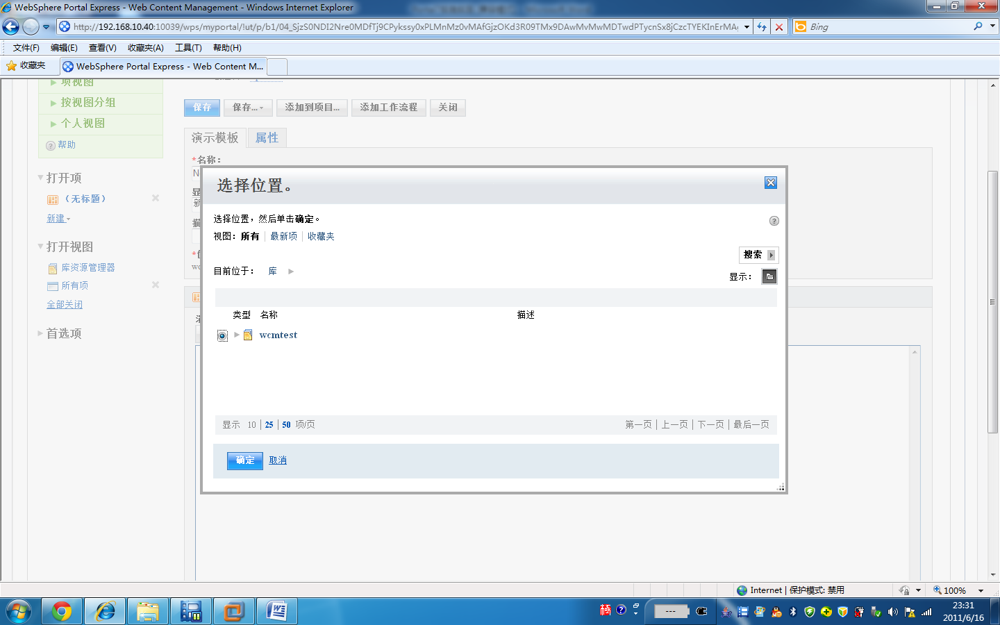 WebSphere Portal Express - Web Content Management - Windows Internet Explorer
http://192.168.10.40:10039/wps/myportal/!ut/p/b1/04_SjzS0NDI2Nre0MDfTj9CPykssy0xPLMnMz0vMAfGjzOKd3R09TMx9DAwMvMwMDTwdPTycnSx8jCzcTYEKInErMA
Bing
文件(F) 编辑(E) 查看(V) 收藏夹(A) 工具(T) 帮助(H)
收藏夹
WebSphere Portal Express - Web Content M...
项视图
按视图分组
个人视图
帮助
打开项
（无标题）
新建
打开视图
库资源管理器
所有项
全部关闭
首选项
保存 保存... 添加到项目... 添加工作流程 关闭
演示模板 属性
*名称：
N
显
新
*
wc
选择位置。
选择位置，然后单击确定。
视图：所有 | 最新项 | 收藏夹
搜索
目前位于： 库
显示：
类型 名称 描述
wcmtest
显示 10 | 25 | 50 项/页
第一页 | 上一页 | 下一页 | 最后一页
确定 取消
Internet | 保护模式: 禁用
100%
23:31
2011/6/16